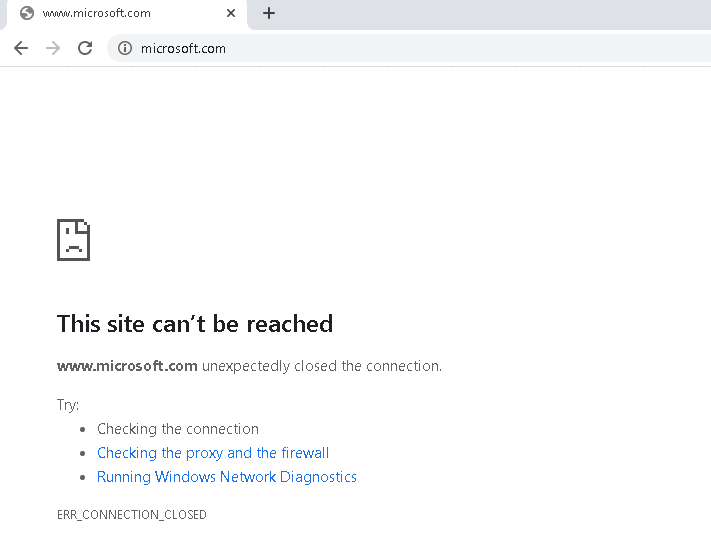 www.microsoft.com
microsoft.com
This site can’t be reached
www.microsoft.com unexpectedly closed the connection.
Try:
Checking the connection
Checking the proxy and the firewall
Running Windows Network Diagnostics
ERR_CONNECTION_CLOSED